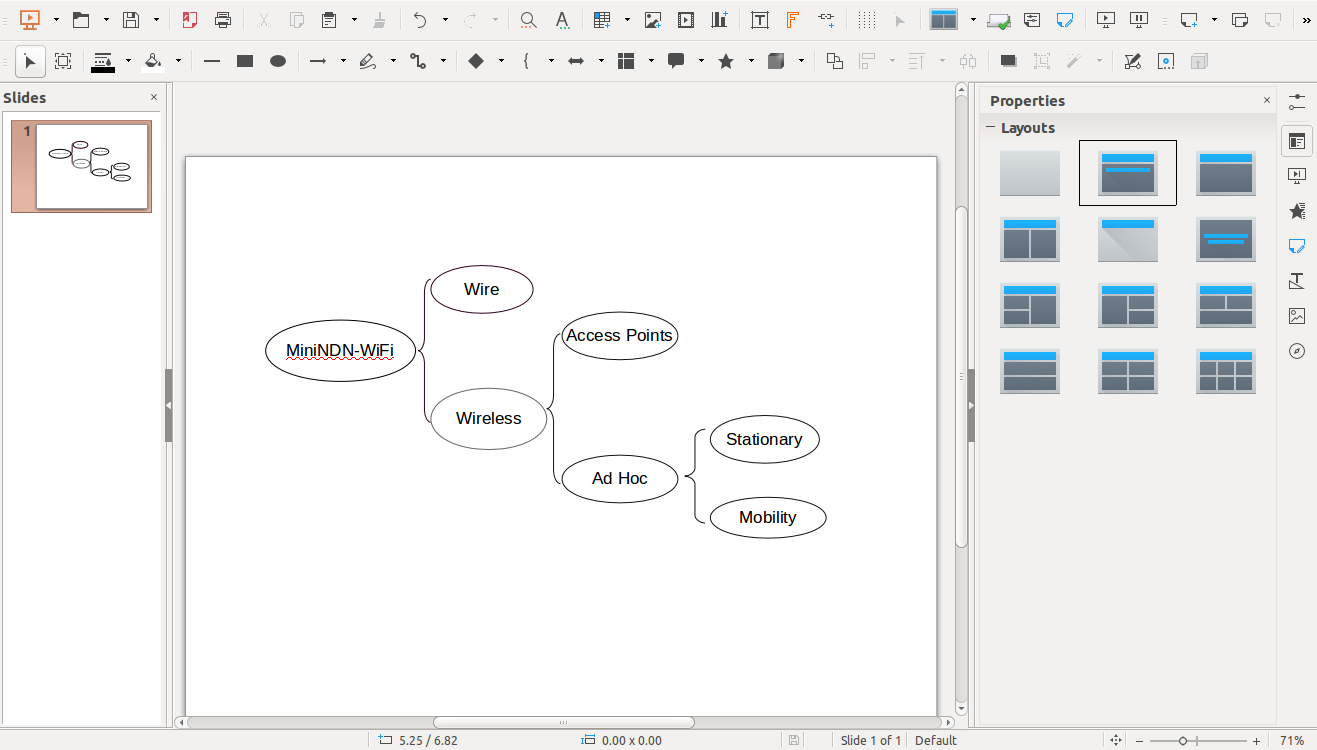 Slides
Properties
Layouts
1
Wire
Access Points
MiniNDN-WiFi
Wireless
Stationary
Ad Hoc
Mobility
5.25 / 6.82
0.00 x 0.00
Slide 1 of 1
Default
71%